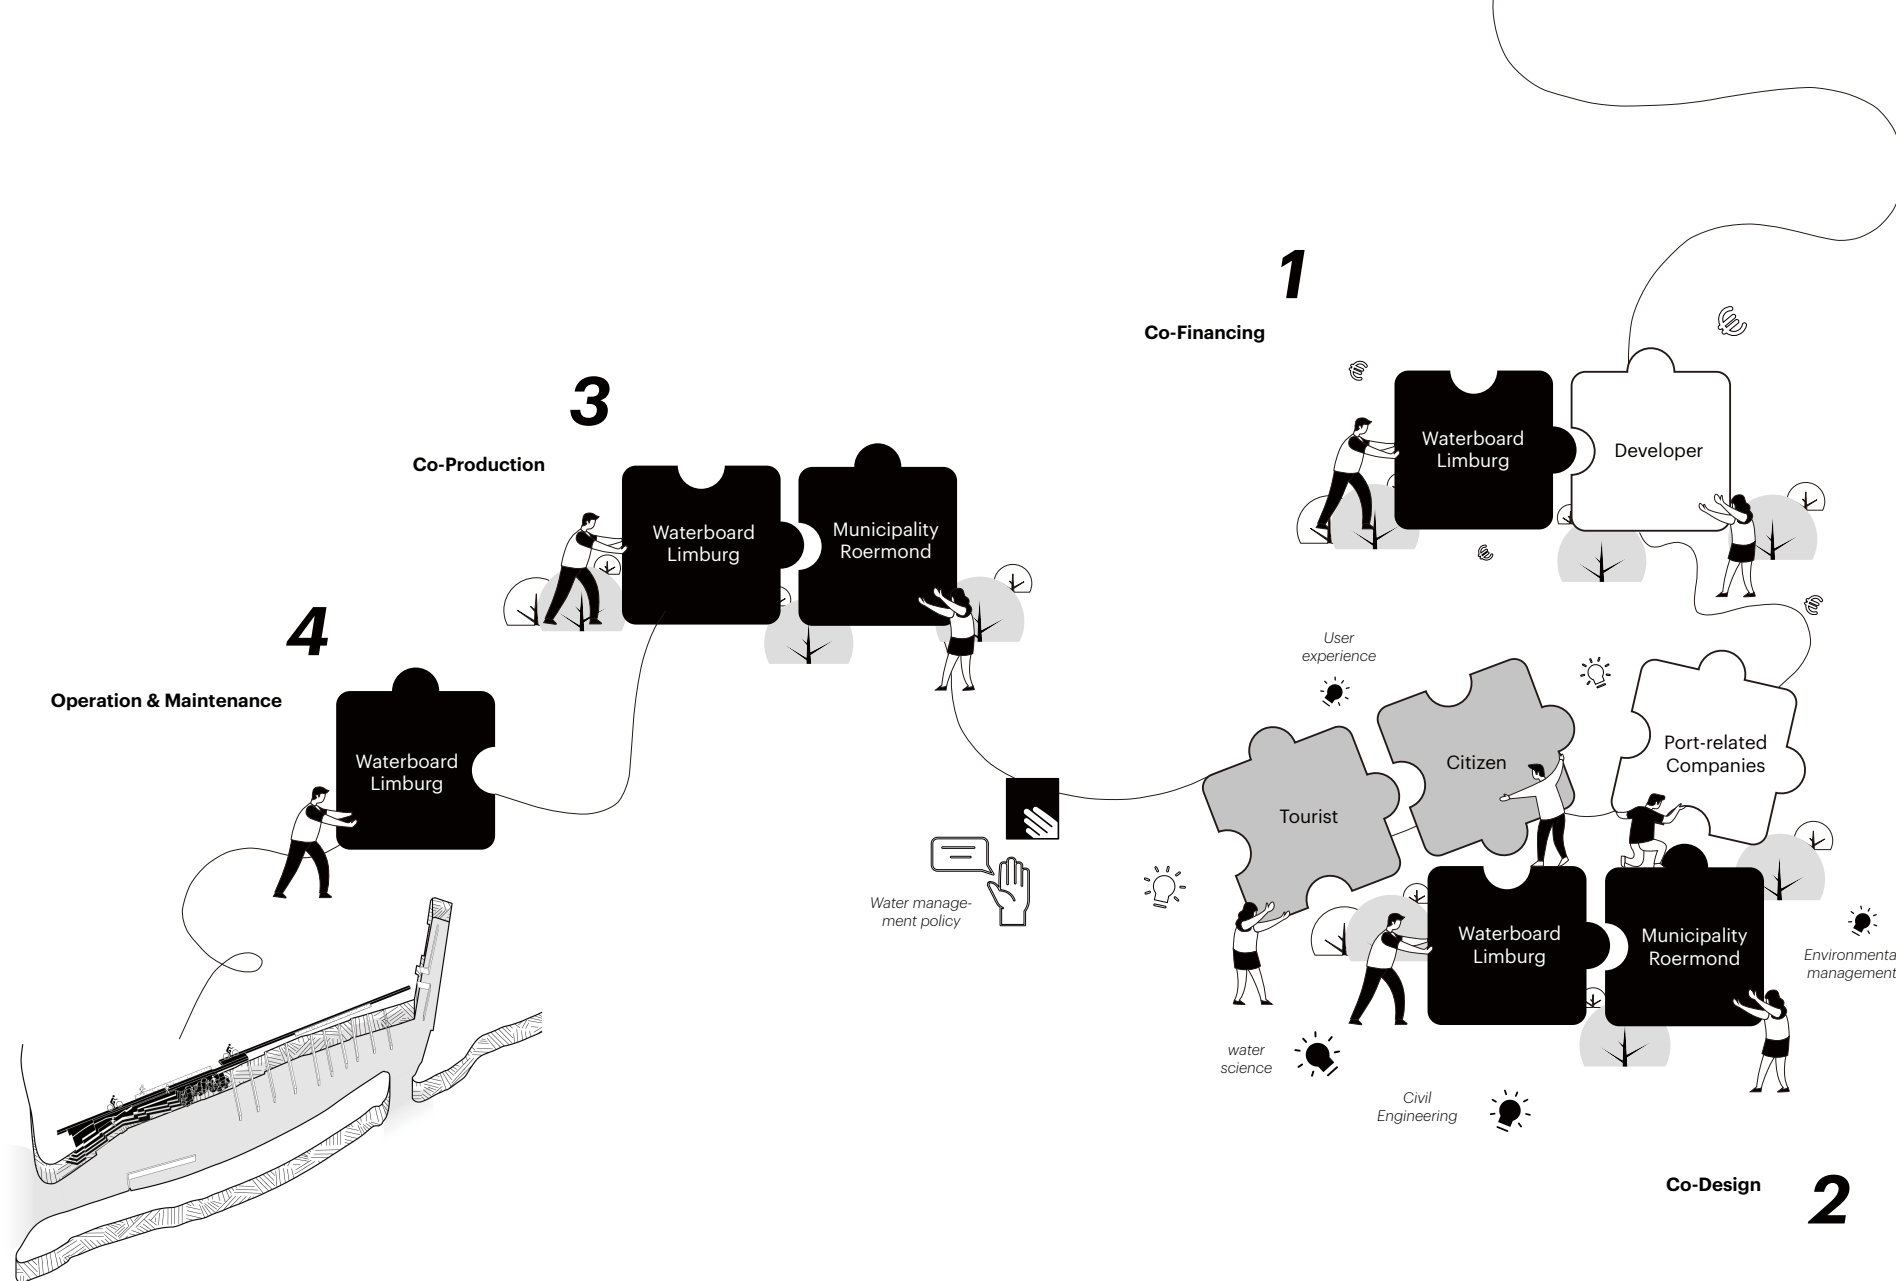 1
Co-Financing
Waterboard
Limburg
Developer
3
Co-Production
Waterboard
Limburg
Municipality
Roermond
4
Operation & Maintenance
Waterboard
Limburg
User
experience
Tourist
Citizen
Port-related
Companies
Waterboard
Limburg
Municipality
Roermond
Water manage-
ment policy
Environmenta
management
water
science
Civil
Engineering
Co-Design
2